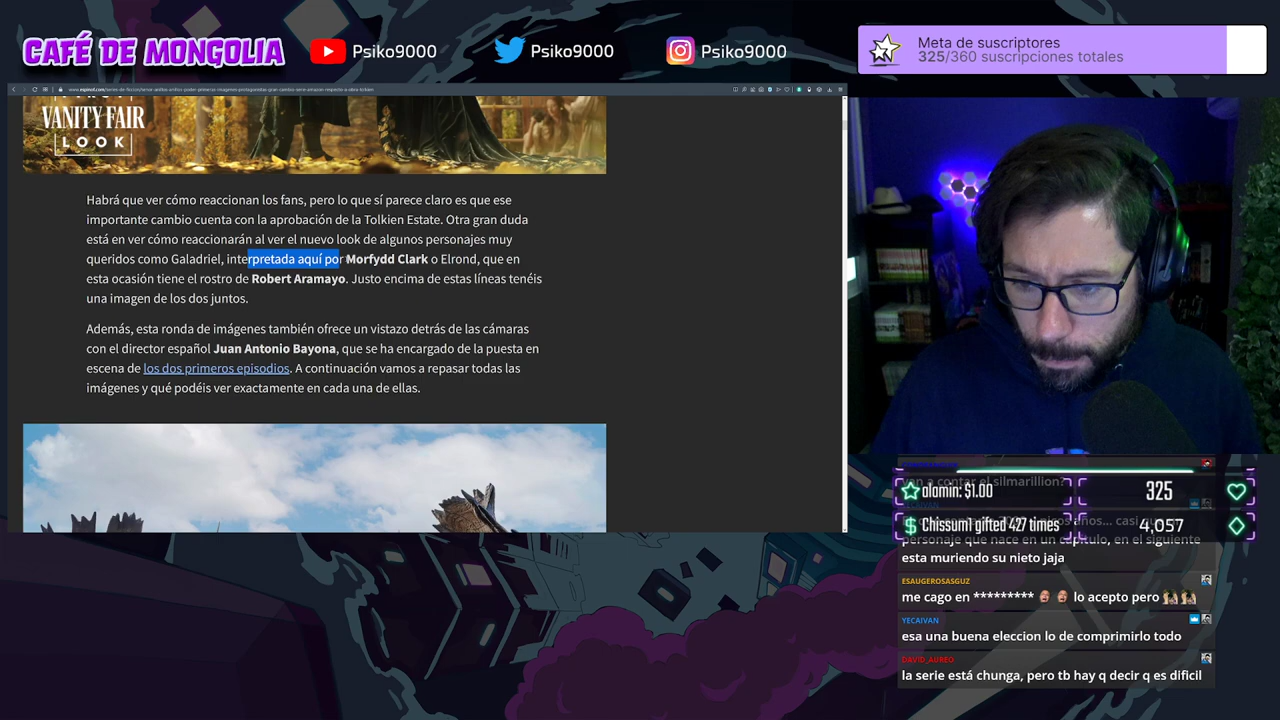 CAFÉ DE MONGOLIA
Psiko9000
Psiko9000
Psiko9000
Meta de suscriptores
325/360 suscripciones totales
VANITY FAIR
LOOK
Habrá que ver cómo reaccionan los fans, pero lo que sí parece claro es que ese
importante cambio cuenta con la aprobación de la Tolkien Estate. Otra gran duda
está en ver cómo reaccionarán al ver el nuevo look de algunos personajes muy
queridos como Galadriel, interpretada aquí por Morfydd Clark o Elrond, que en
esta ocasión tiene el rostro de Robert Aramayo. Justo encima de estas líneas tenéis
una imagen de los dos juntos.
Además, esta ronda de imágenes también ofrece un vistazo detrás de las cámaras
con el director español Juan Antonio Bayona, que se ha encargado de la puesta en
escena de los dos primeros episodios. A continuación vamos a repasar todas las
imágenes y qué podéis ver exactamente en cada una de ellas.
van a contar el silmarillion?
alamin: $1.00
325
Chissum! gifted 427 times
4,057
años... casi
personaje que nace en un capítulo, en el siguiente
esta muriendo su nieto jaja
ESAUGEROSASGUZ
me cago en ********* lo acepto pero
YECAIVAN
esa una buena eleccion lo de comprimirlo todo
DAVID_AUREO
la serie está chunga, pero tb hay q decir q es dificil